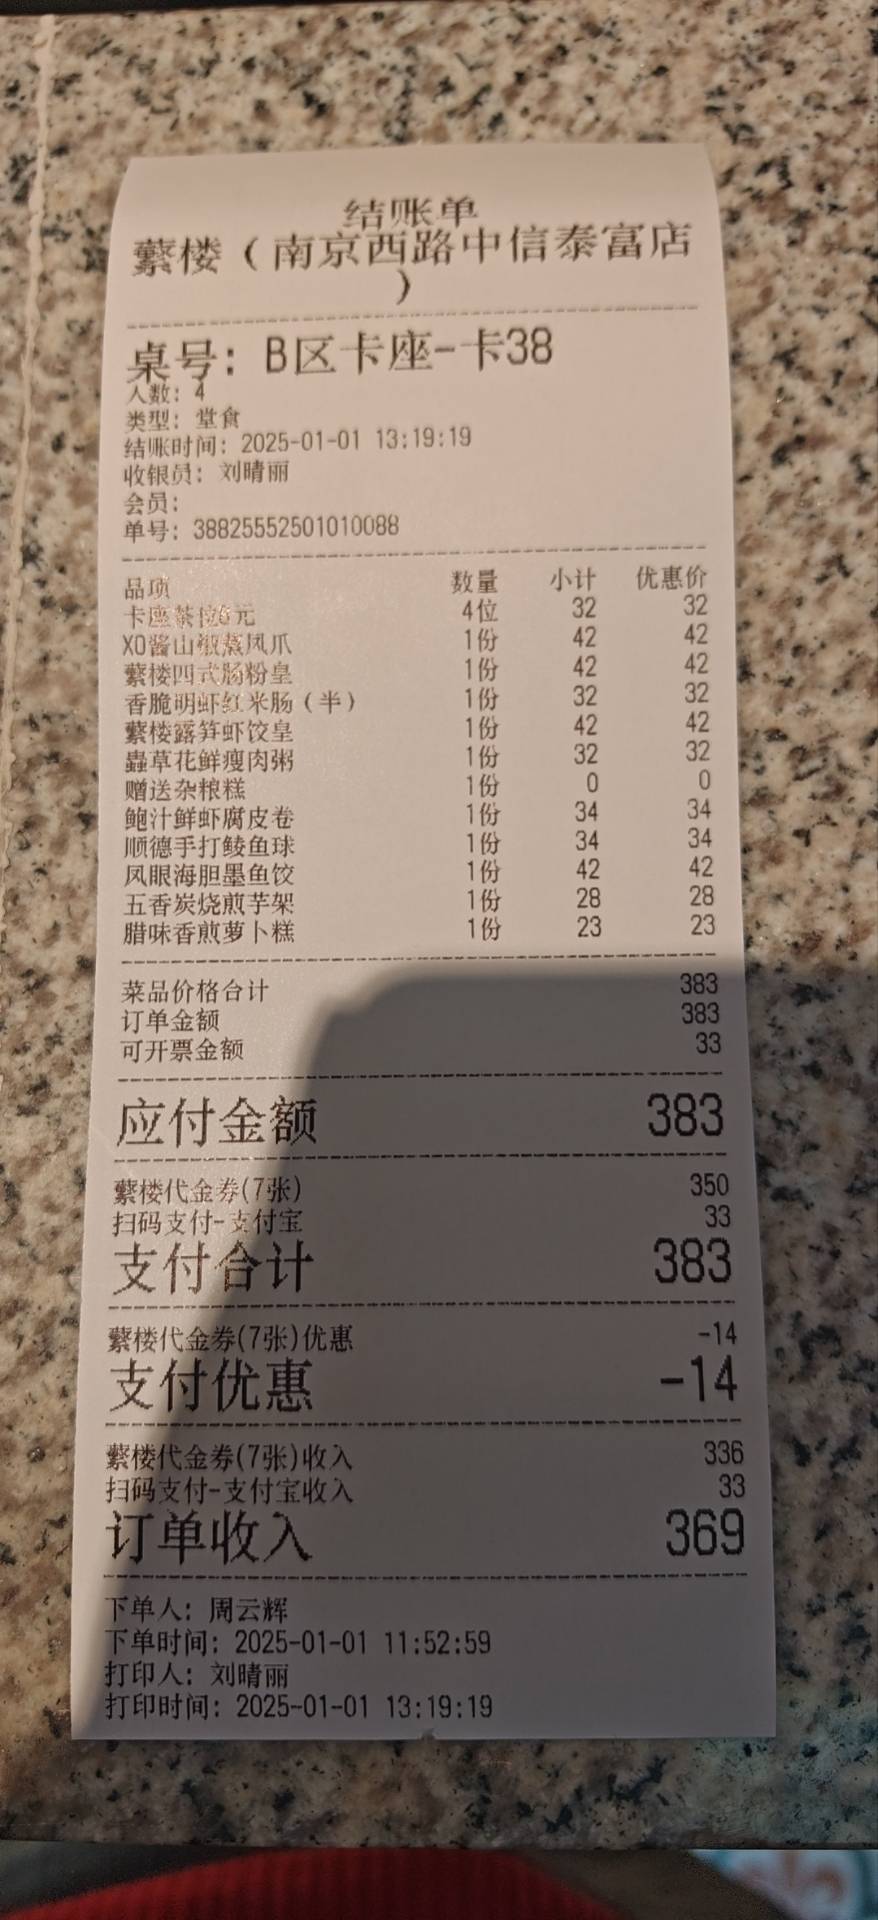 结账单
蘩楼（南京西路中信泰富店
）
桌号: B区卡座-卡38
人数: 4
类型: 堂食
结账时间: 2025-01-01 13:19:19
收银员: 刘晴丽
会员:
单号: 38825552501010088
品项 数量 小计 优惠价
卡座茶位8元 4位 32 32
XO酱山椒蒸凤爪 1份 42 42
蘩楼四式肠粉皇 1份 42 42
香脆明虾红米肠（半） 1份 32 32
蘩楼露笋虾饺皇 1份 42 42
蟲草花鲜瘦肉粥 1份 32 32
赠送杂粮糕 1份 0 0
鲍汁鲜虾腐皮卷 1份 34 34
顺德手打鲮鱼球 1份 34 34
凤眼海胆墨鱼饺 1份 42 42
五香炭烧煎芋架 1份 28 28
腊味香煎萝卜糕 1份 23 23
菜品价格合计 383
订单金额 383
可开票金额 33
应付金额 383
蘩楼代金券(7张) 350
扫码支付-支付宝 33
支付合计 383
蘩楼代金券(7张)优惠 -14
支付优惠 -14
蘩楼代金券(7张)收入 336
扫码支付-支付宝收入 33
订单收入 369
下单人: 周云辉
下单时间: 2025-01-01 11:52:59
打印人: 刘晴丽
打印时间: 2025-01-01 13:19:19